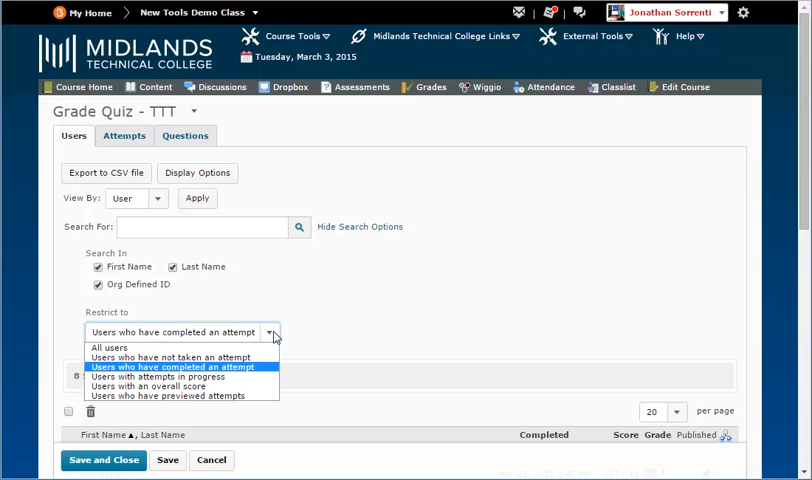 My Home New Tools Demo Class Jonathan Sorrenti
MIDLANDS
TECHNICAL COLLEGE
Course Tools Midlands Technical College Links External Tools Help
Tuesday, March 3, 2015
Course Home Content Discussions Dropbox Assessments Grades Wiggio Attendance Classlist Edit Course
Grade Quiz - TTT
Users Attempts Questions
Export to CSV file Display Options
View By: User Apply
Search For: Hide Search Options
Search In
First Name Last Name
Org Defined ID
Restrict to
Users who have completed an attempt
All users
Users who have not taken an attempt
Users who have completed an attempt
Users with attempts in progress
Users with an overall score
Users who have previewed attempts
8
20 per page
First Name ▲, Last Name Completed Score Grade Published
Save and Close Save Cancel